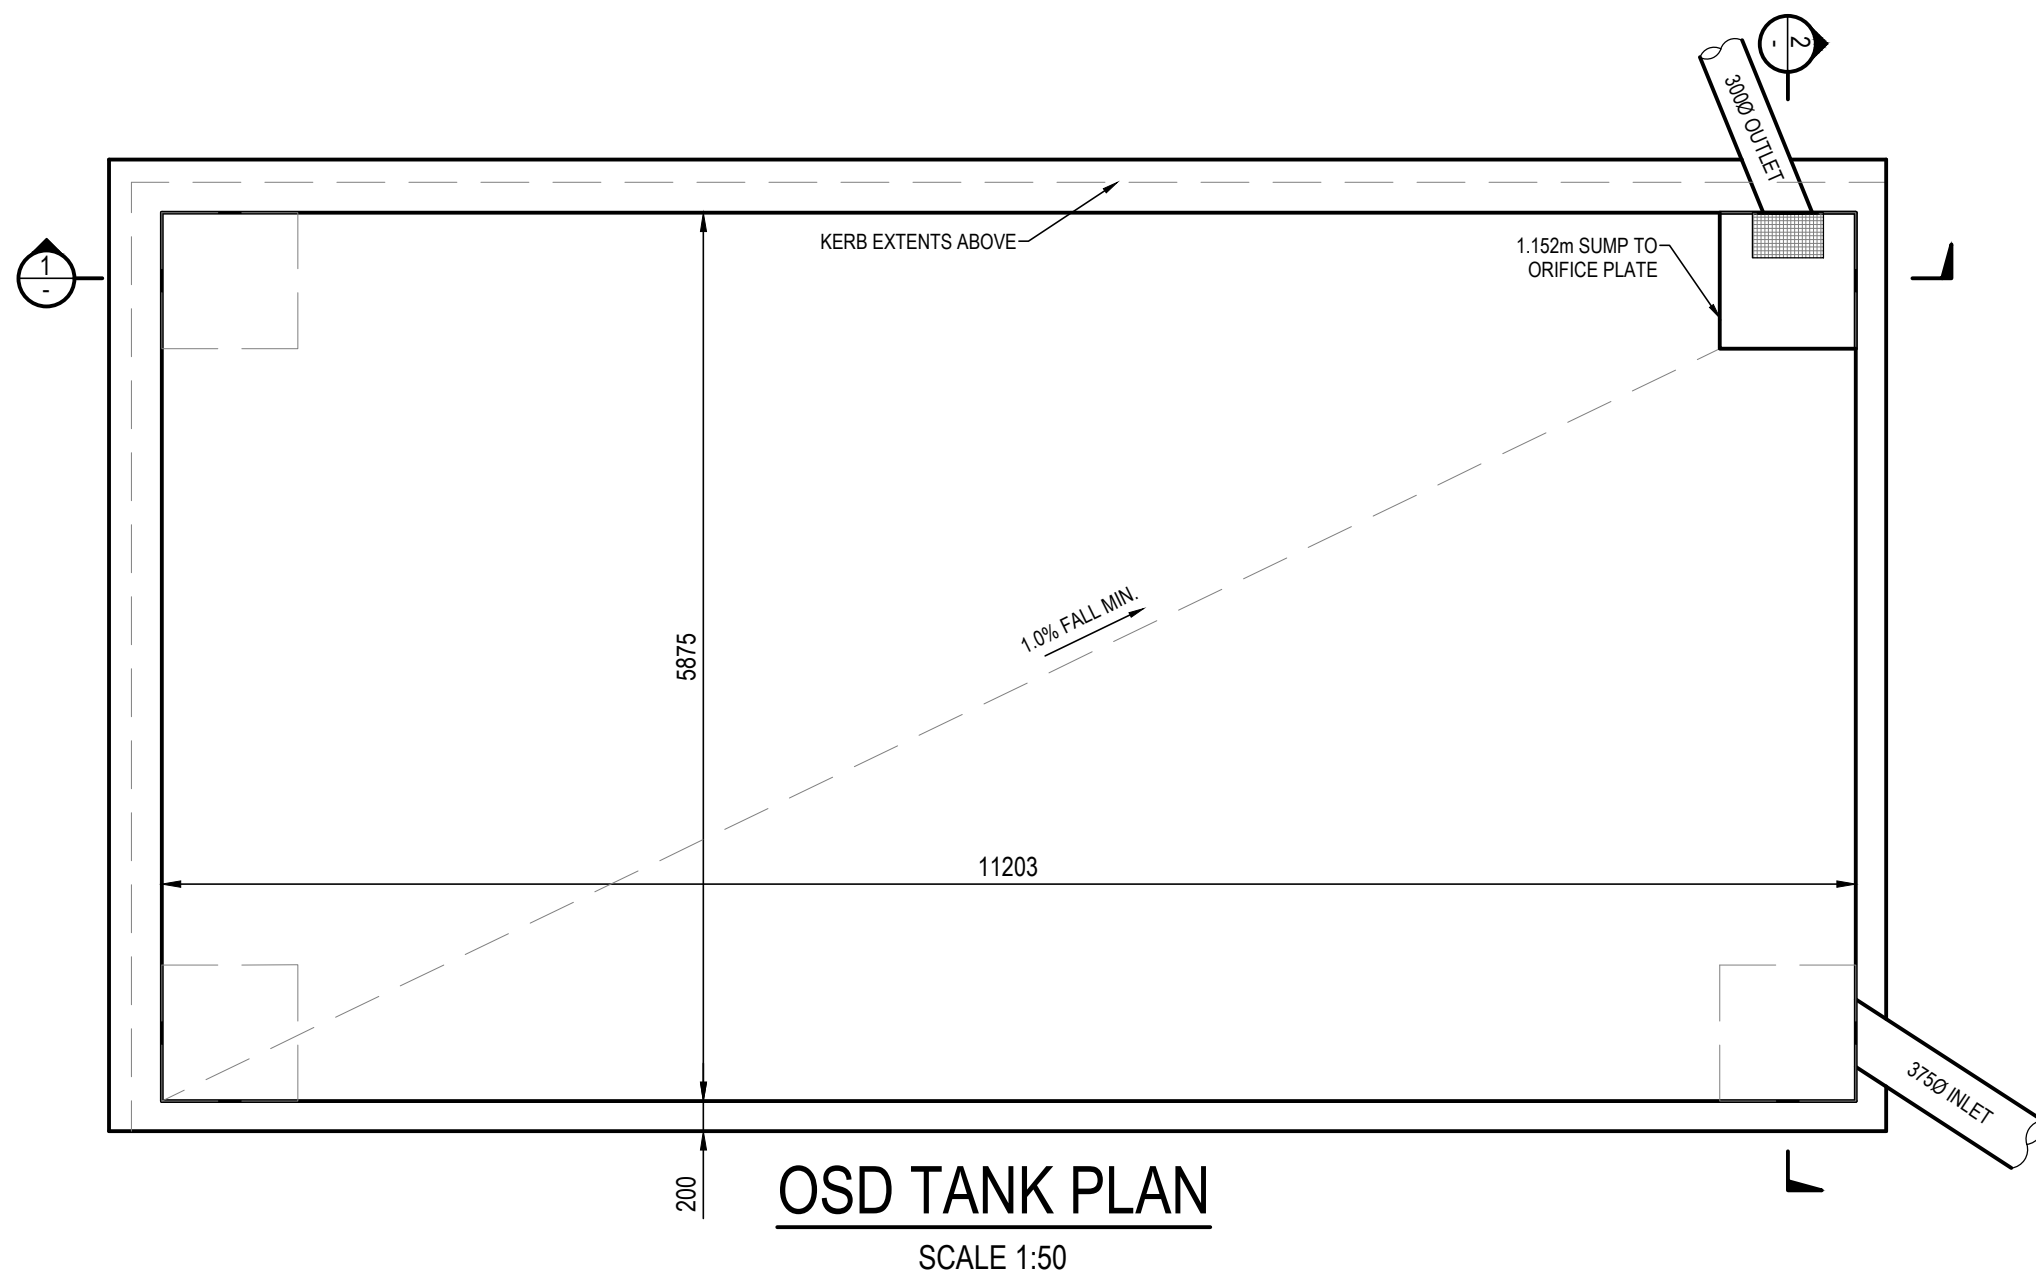 2
-
300Ø OUTLET
1
-
KERB EXTENTS ABOVE
1.152m SUMP TO
ORIFICE PLATE
1.0% FALL MIN.
5875
11203
375Ø INLET
200
OSD TANK PLAN
SCALE 1:50